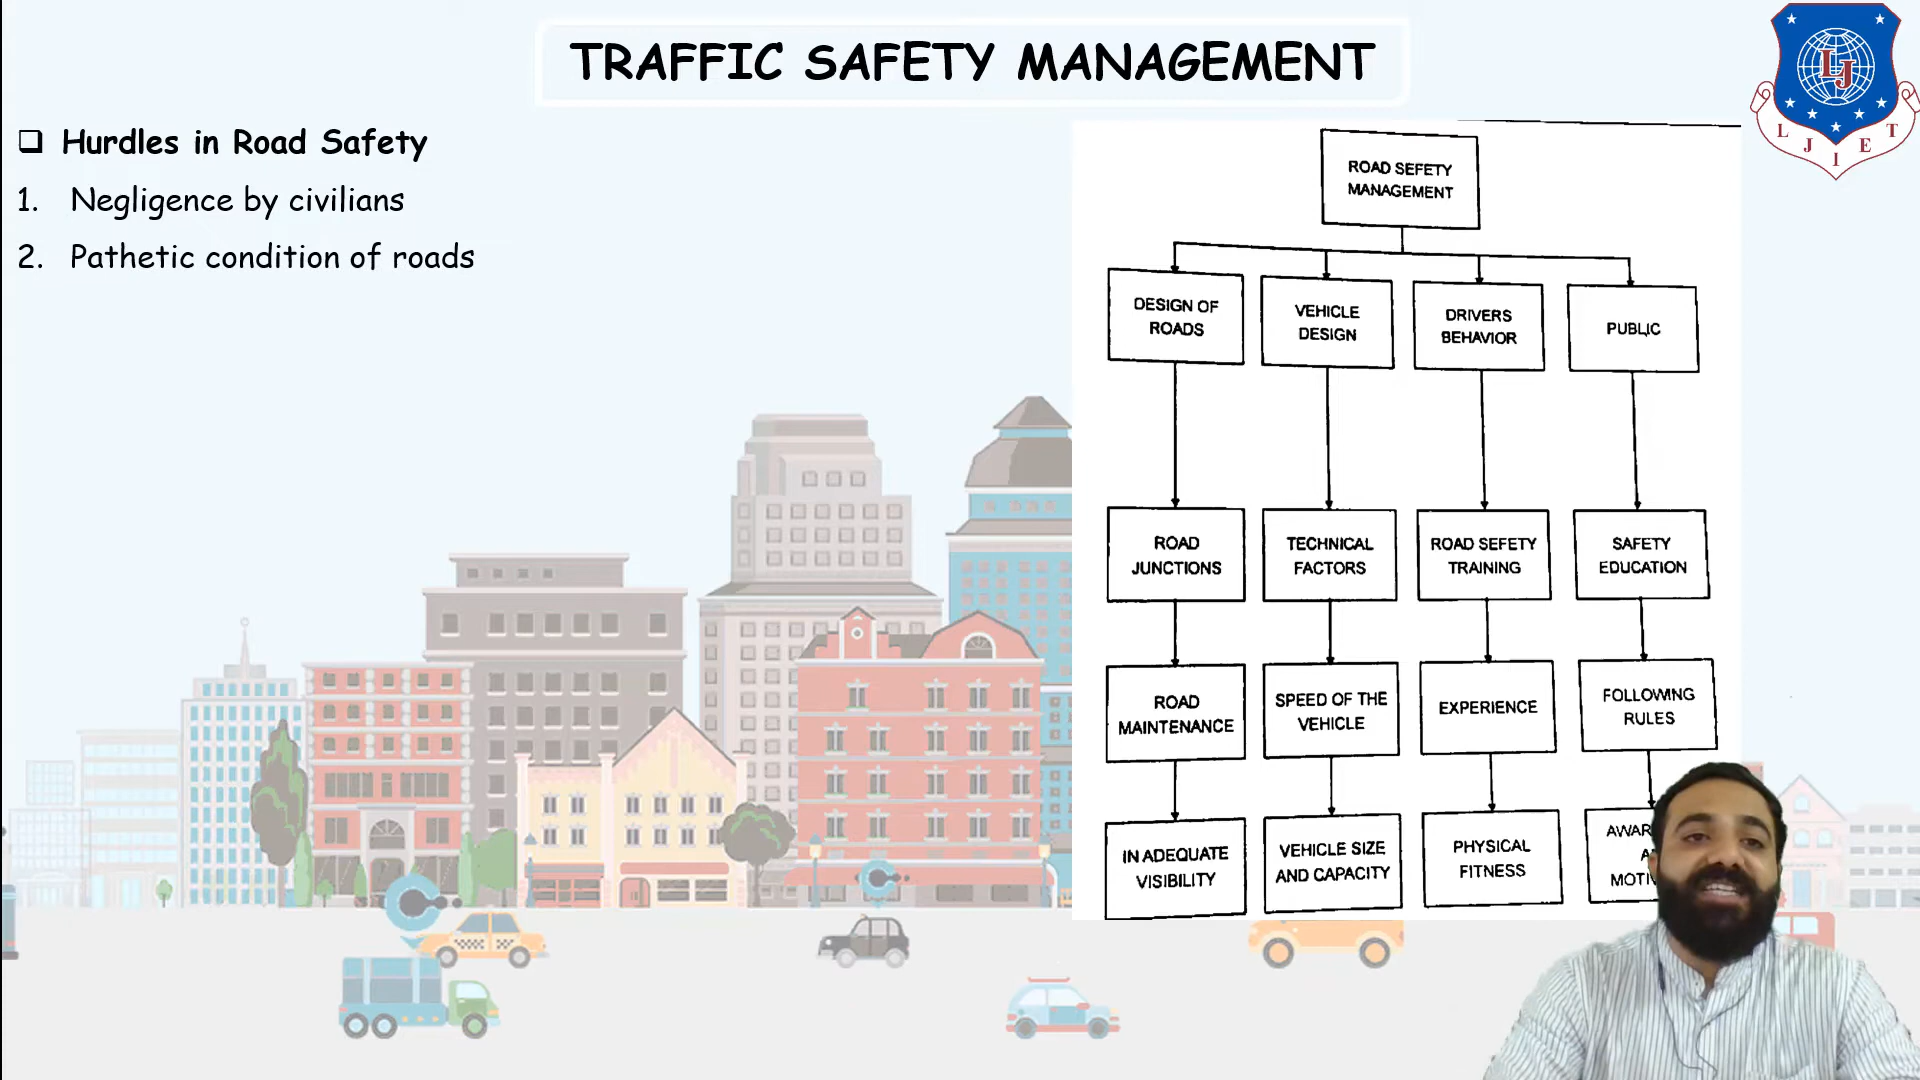 TRAFFIC SAFETY MANAGEMENT
❑ Hurdles in Road Safety
1. Negligence by civilians
2. Pathetic condition of roads
ROAD SEFETY
MANAGEMENT
DESIGN OF
ROADS
VEHICLE
DESIGN
DRIVERS
BEHAVIOR
PUBLIC
ROAD
JUNCTIONS
TECHNICAL
FACTORS
ROAD SEFETY
TRAINING
SAFETY
EDUCATION
ROAD
MAINTENANCE
SPEED OF THE
VEHICLE
EXPERIENCE
FOLLOWING
RULES
IN ADEQUATE
VISIBILITY
VEHICLE SIZE
AND CAPACITY
PHYSICAL
FITNESS
LJ
L J I E T